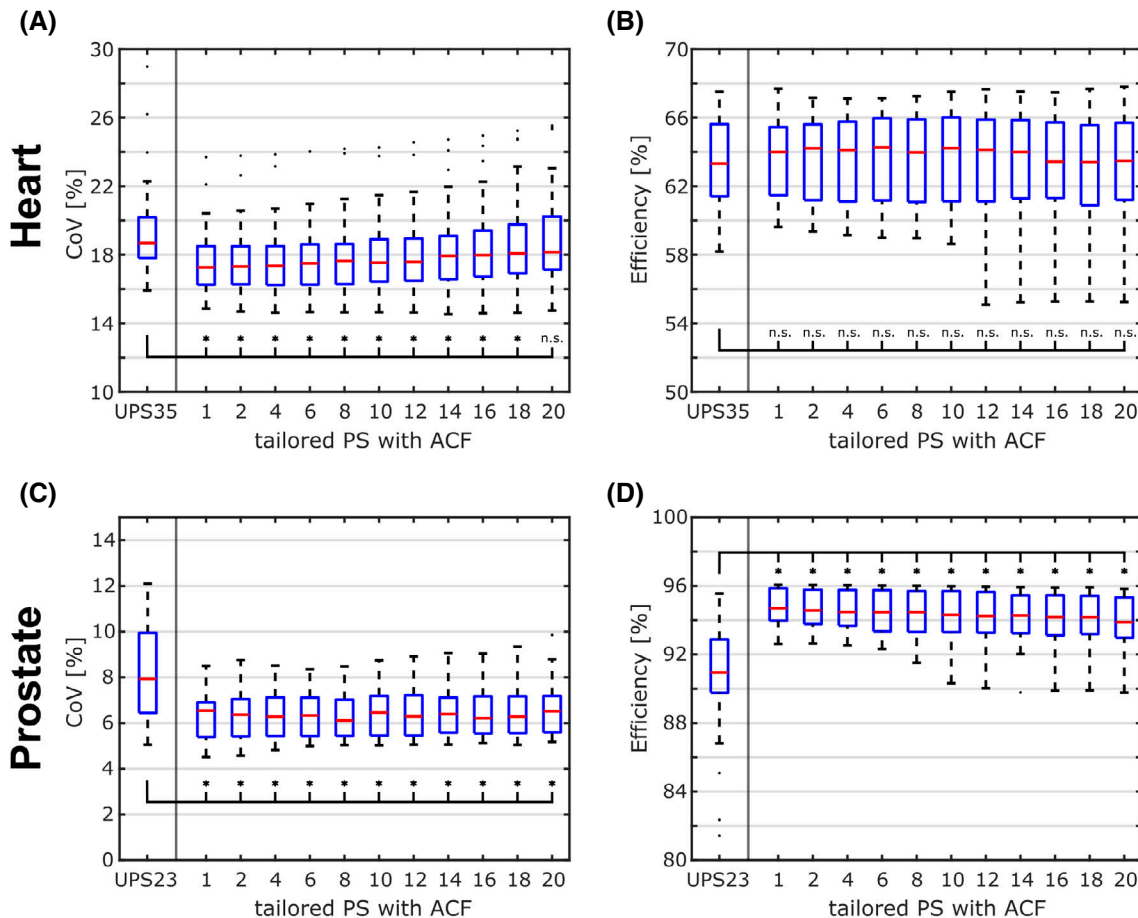 (A)
(B)
Heart
CoV [%]
30
26
22
18
14
10
* * * * * * * * * n.s.
UPS35 1 2 4 6 8 10 12 14 16 18 20
tailored PS with ACF
Efficiency [%]
70
66
62
58
54
50
n.s. n.s. n.s. n.s. n.s. n.s. n.s. n.s. n.s. n.s. n.s.
UPS35 1 2 4 6 8 10 12 14 16 18 20
tailored PS with ACF
(C)
(D)
Prostate
CoV [%]
14
12
10
8
6
4
2
0
* * * * * * * * * * *
UPS23 1 2 4 6 8 10 12 14 16 18 20
tailored PS with ACF
Efficiency [%]
100
96
92
88
84
80
* * * * * * * * * * *
UPS23 1 2 4 6 8 10 12 14 16 18 20
tailored PS with ACF